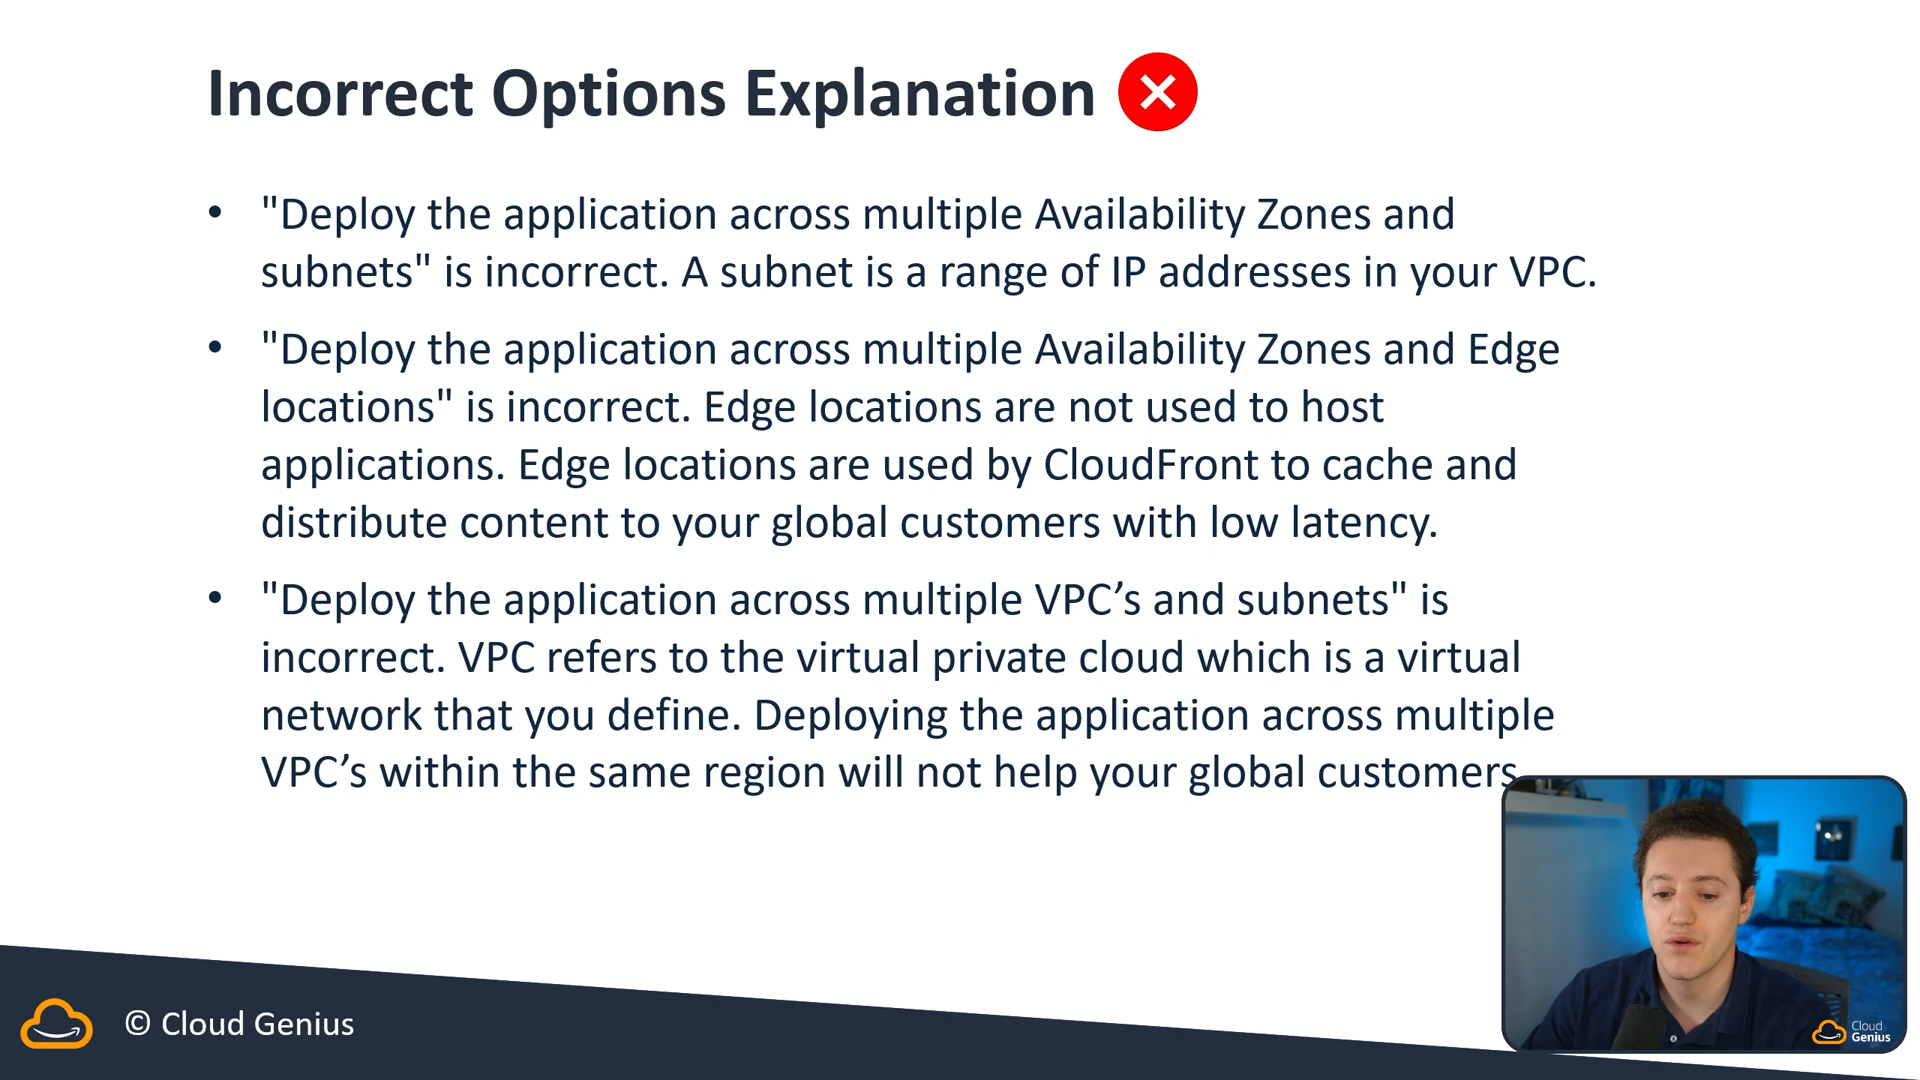 Incorrect Options Explanation
• "Deploy the application across multiple Availability Zones and
subnets" is incorrect. A subnet is a range of IP addresses in your VPC.
• "Deploy the application across multiple Availability Zones and Edge
locations" is incorrect. Edge locations are not used to host
applications. Edge locations are used by CloudFront to cache and
distribute content to your global customers with low latency.
• "Deploy the application across multiple VPC’s and subnets" is
incorrect. VPC refers to the virtual private cloud which is a virtual
network that you define. Deploying the application across multiple
VPC’s within the same region will not help your global customers
© Cloud Genius
Cloud
Genius